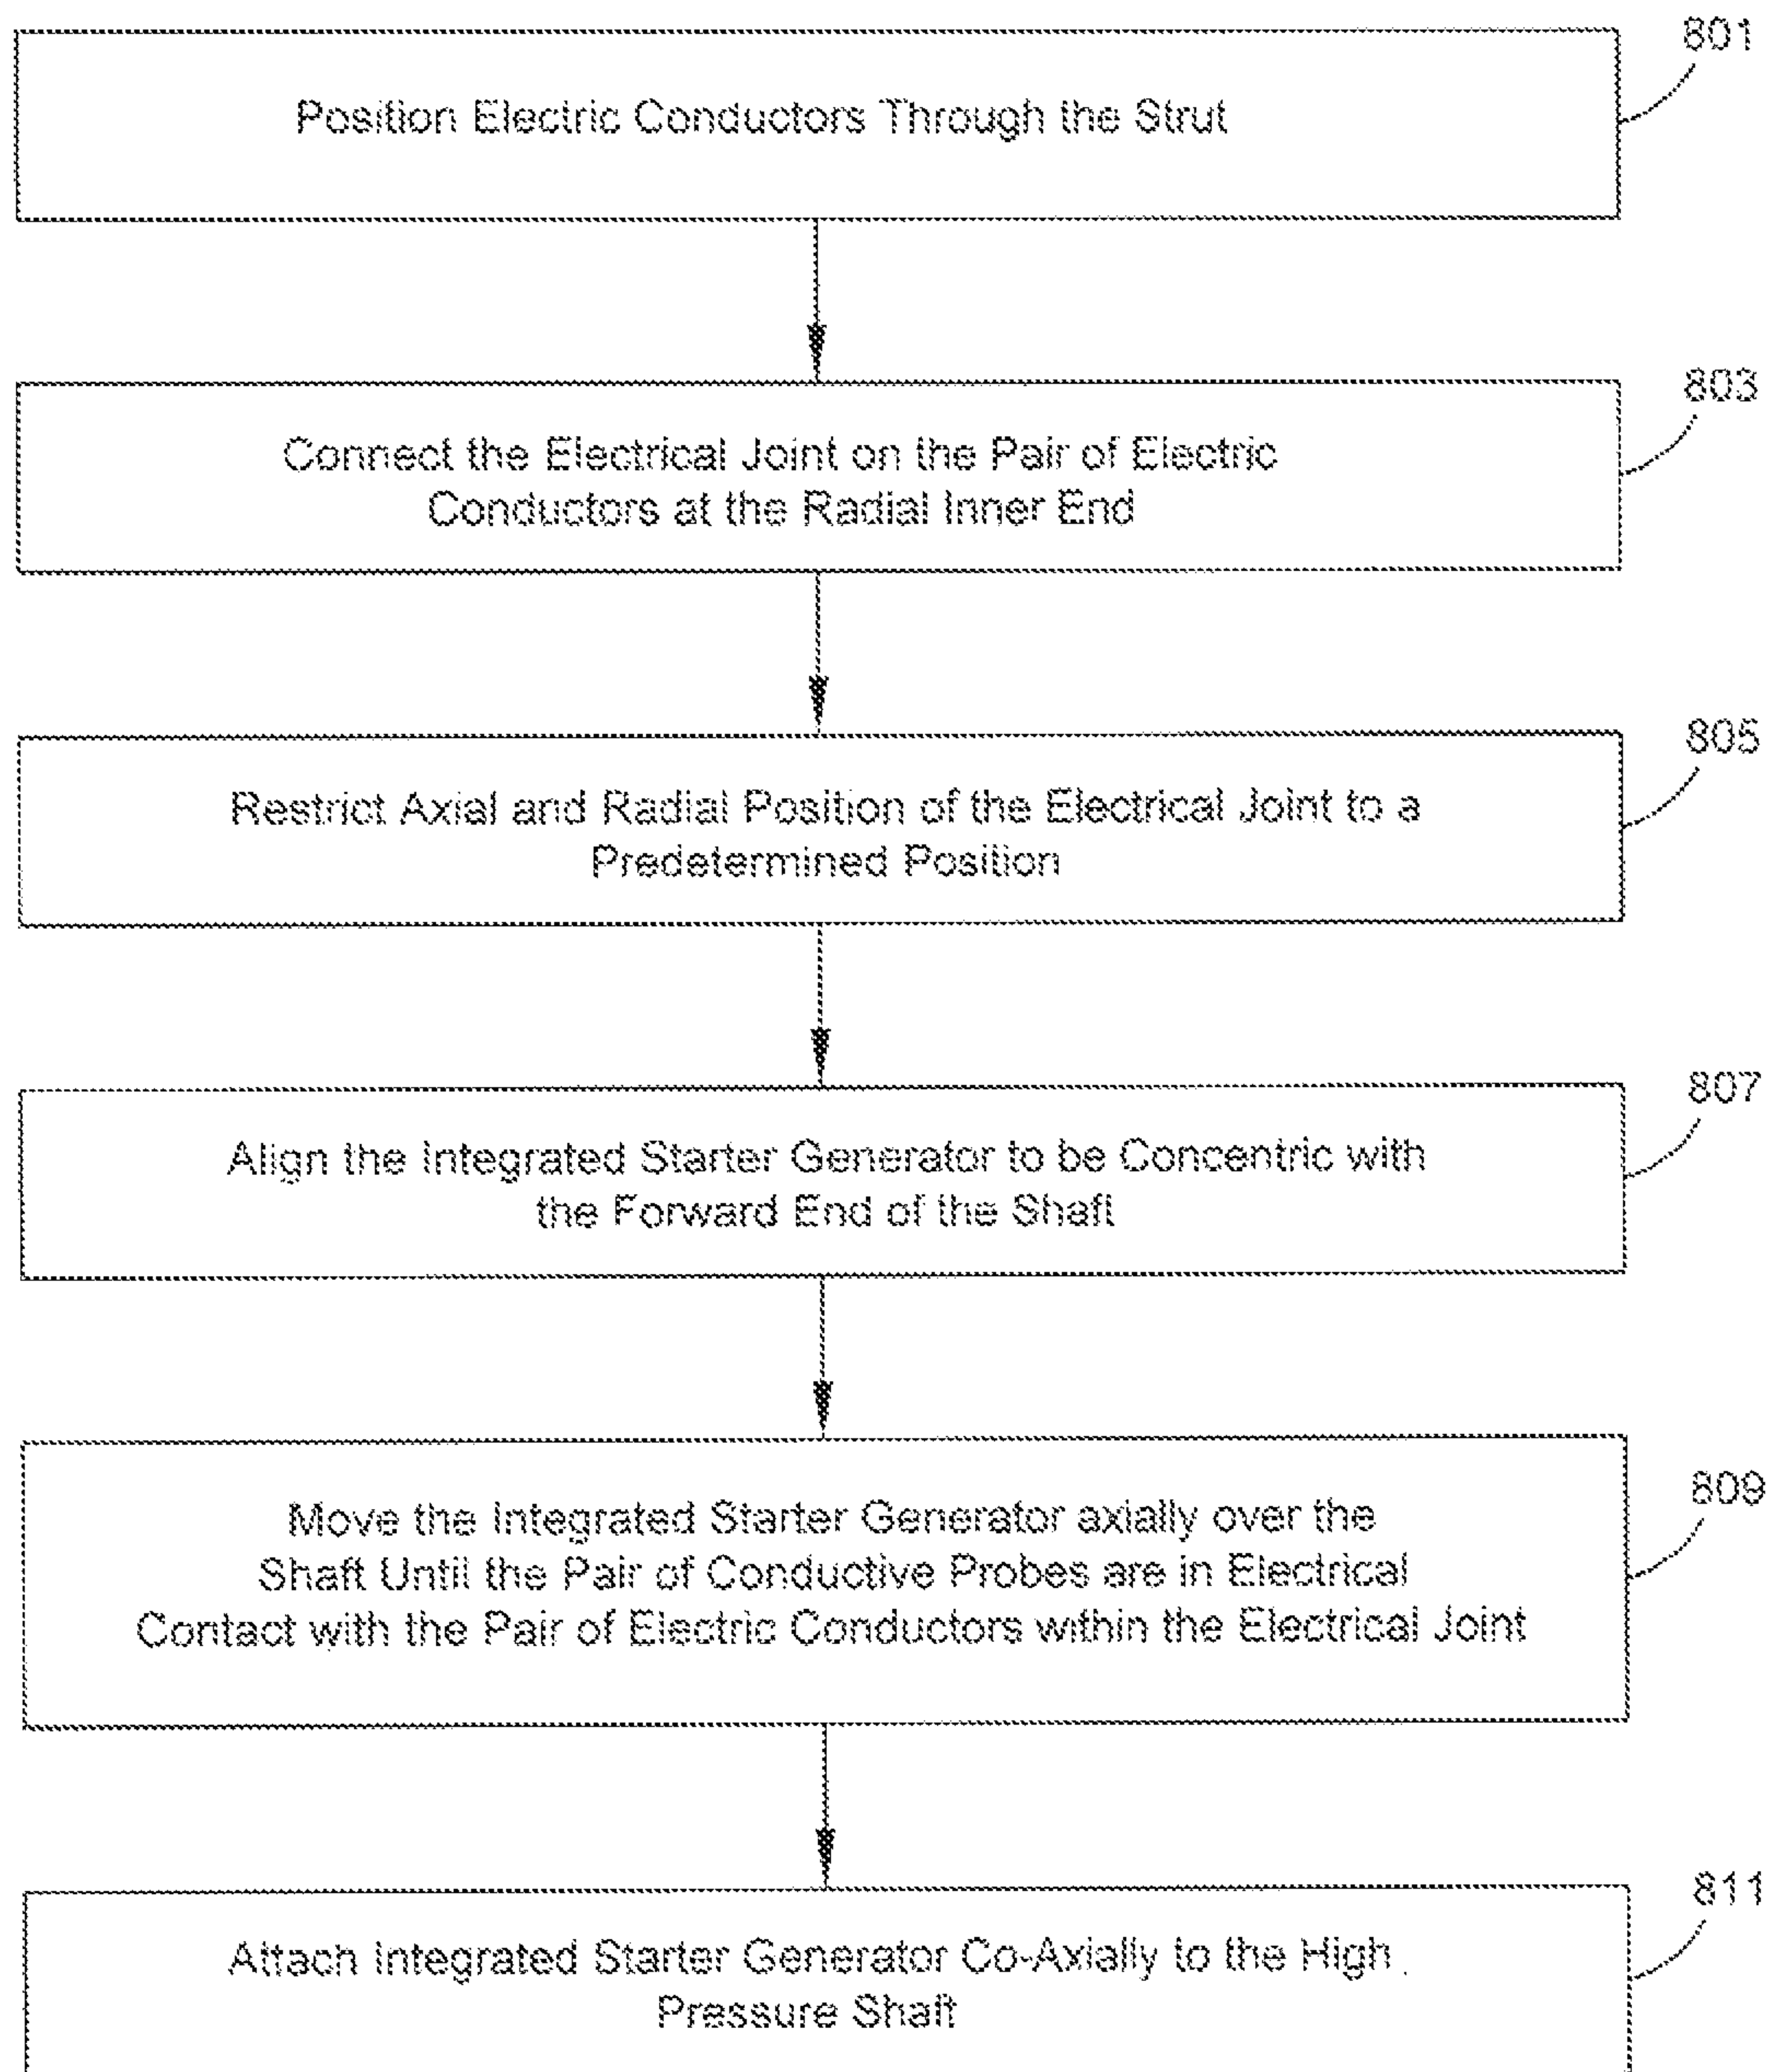 801
Position Electric Conductors Through the Strut
803
Connect the Electrical Joint on the Pair of Electric
Conductors at the Radial Inner End
805
Restrict Axial and Radial Position of the Electrical Joint to a
Predetermined Position
807
Align the Integrated Starter Generator to be Concentric with
the Forward End of the Shaft
809
Move the Integrated Starter Generator axially over the
Shaft Until the Pair of Conductive Probes are in Electrical
Contact with the Pair of Electric Conductors within the Electrical Joint
811
Attach Integrated Starter Generator Co-Axially to the High
Pressure Shaft